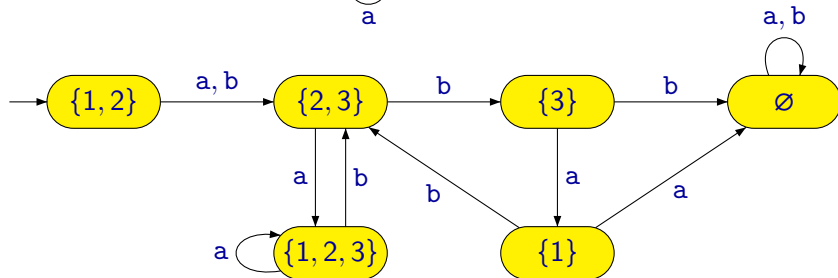 a
a, b
{1, 2} a, b {2, 3} b {3} b ∅
a b b a a
a {1, 2, 3} {1}